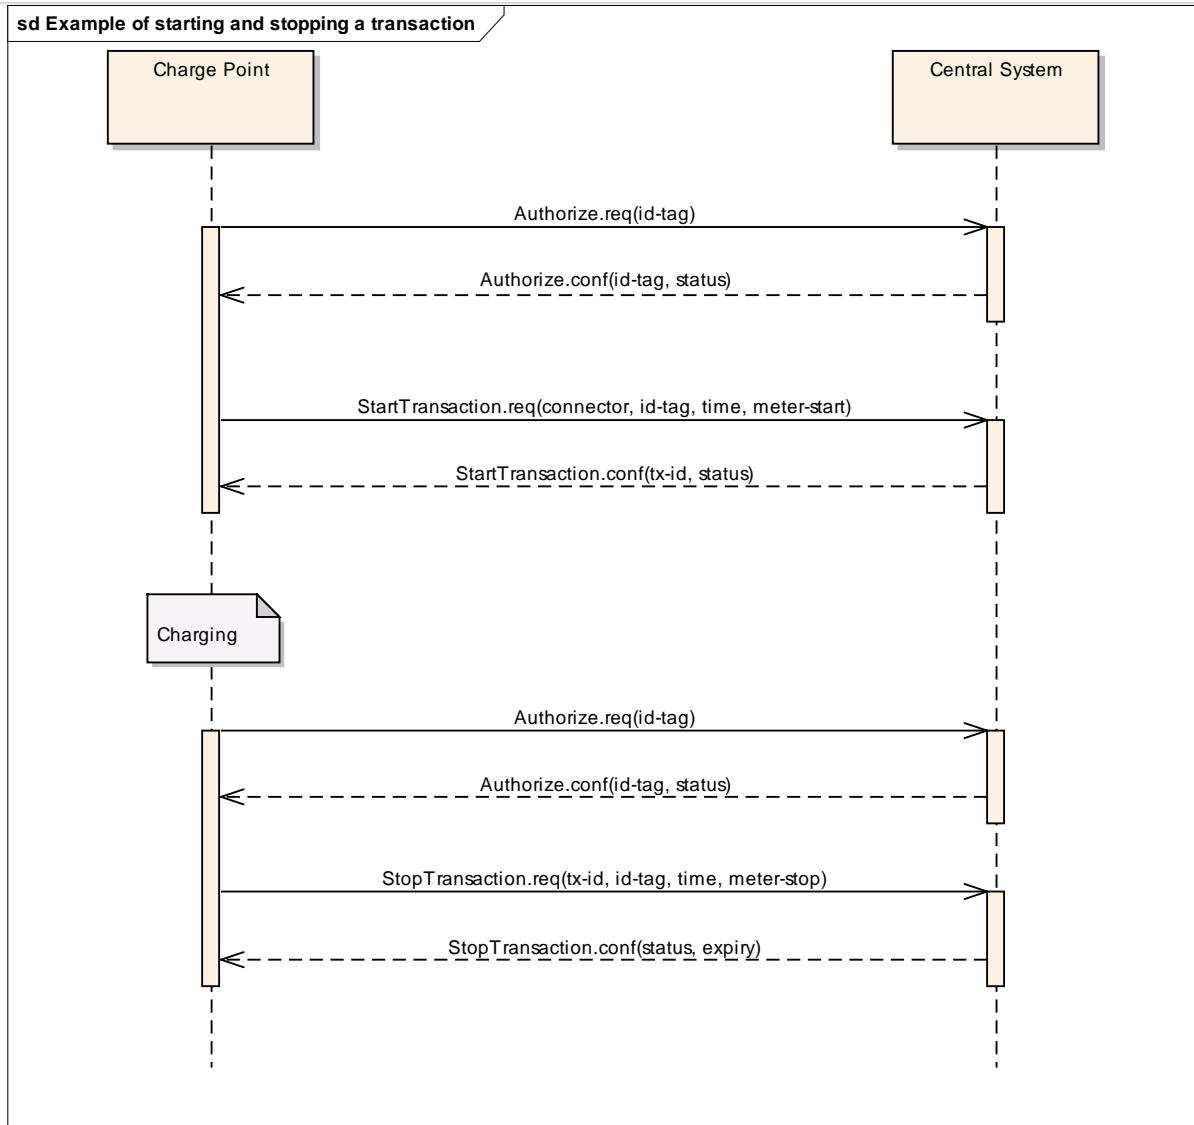 sd Example of starting and stopping a transaction
Charge Point
Central System
Authorize.req(id-tag)
Authorize.conf(id-tag, status)
StartTransaction.req(connector, id-tag, time, meter-start)
StartTransaction.conf(tx-id, status)
Charging
Authorize.req(id-tag)
Authorize.conf(id-tag, status)
StopTransaction.req(tx-id, id-tag, time, meter-stop)
StopTransaction.conf(status, expiry)